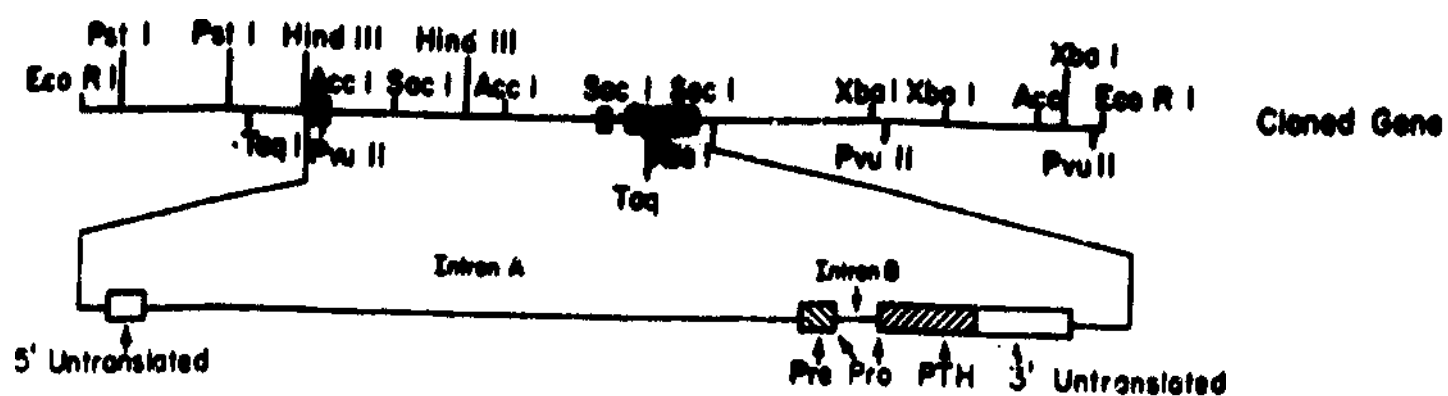 Pst I Pst I Hind III Hind III
Xba I
Eco R I Acc I Sac I Acc I Sac I Sac I Xba I Xba I Acc Eco R I
Cloned Gene
Taq I Pvu II Pvu II Pvu II
Taq
Intron A Intron B
5' Untranslated Pre Pro PTH 3' Untranslated